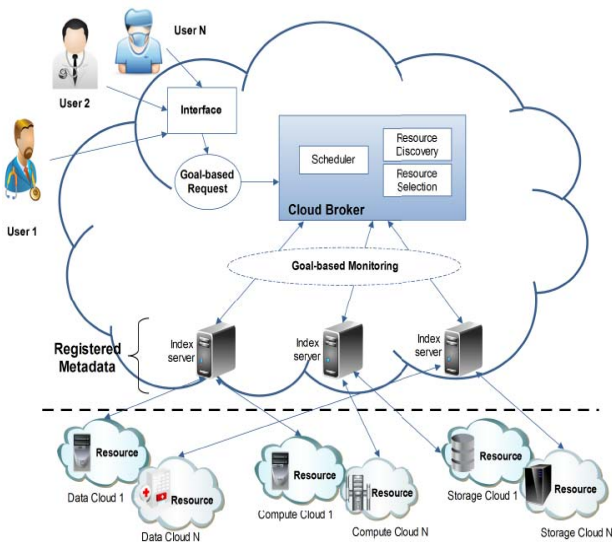 User N
User 2
Interface
User 1
Goal-based
Request
Scheduler
Resource
Discovery
Resource
Selection
Cloud Broker
Goal-based Monitoring
Registered
Metadata
Index
server
Index
server
Index
server
Resource
Data Cloud 1
Resource
Data Cloud N
Resource
Compute Cloud 1
Resource
Compute Cloud N
Resource
Storage Cloud 1
Resource
Storage Cloud N